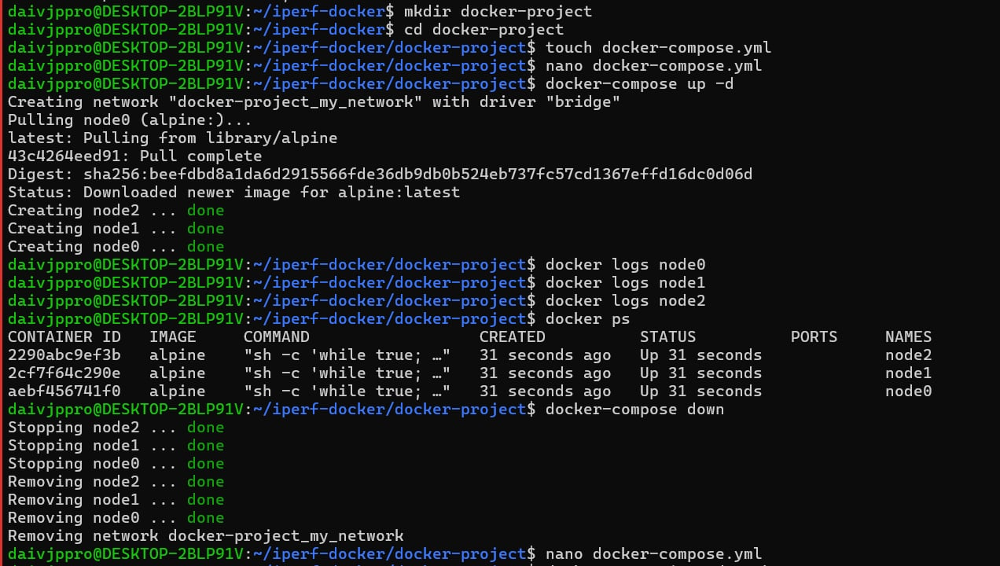 daivjppro@DESKTOP-2BLP91V:~/iperf-docker$ mkdir docker-project
daivjppro@DESKTOP-2BLP91V:~/iperf-docker$ cd docker-project
daivjppro@DESKTOP-2BLP91V:~/iperf-docker/docker-project$ touch docker-compose.yml
daivjppro@DESKTOP-2BLP91V:~/iperf-docker/docker-project$ nano docker-compose.yml
daivjppro@DESKTOP-2BLP91V:~/iperf-docker/docker-project$ docker-compose up -d
Creating network "docker-project_my_network" with driver "bridge"
Pulling node0 (alpine:)...
latest: Pulling from library/alpine
43c4264eed91: Pull complete
Digest: sha256:beefdbd8a1da6d2915566fde36db9db0b524eb737fc57cd1367effd16dc0d06d
Status: Downloaded newer image for alpine:latest
Creating node2 ... done
Creating node1 ... done
Creating node0 ... done
daivjppro@DESKTOP-2BLP91V:~/iperf-docker/docker-project$ docker logs node0
daivjppro@DESKTOP-2BLP91V:~/iperf-docker/docker-project$ docker logs node1
daivjppro@DESKTOP-2BLP91V:~/iperf-docker/docker-project$ docker logs node2
daivjppro@DESKTOP-2BLP91V:~/iperf-docker/docker-project$ docker ps
CONTAINER ID   IMAGE     COMMAND                  CREATED          STATUS          PORTS     NAMES
2290abc9ef3b   alpine    "sh -c 'while true; …"   31 seconds ago   Up 31 seconds             node2
2cf7f64c290e   alpine    "sh -c 'while true; …"   31 seconds ago   Up 31 seconds             node1
aebf456741f0   alpine    "sh -c 'while true; …"   31 seconds ago   Up 31 seconds             node0
daivjppro@DESKTOP-2BLP91V:~/iperf-docker/docker-project$ docker-compose down
Stopping node2 ... done
Stopping node1 ... done
Stopping node0 ... done
Removing node2 ... done
Removing node1 ... done
Removing node0 ... done
Removing network docker-project_my_network
daivjppro@DESKTOP-2BLP91V:~/iperf-docker/docker-project$ nano docker-compose.yml